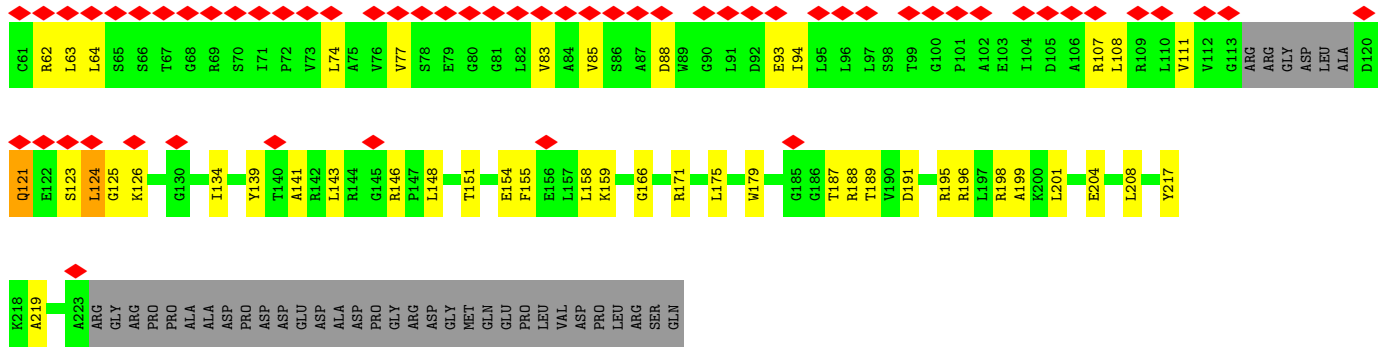 C61 R62 L63 L64 S65 S66 T67 G68 R69 S70 I71 P72 V73 L74 A75 V76 V77 S78 E79 G80 G81 L82 V83 A84 V85 S86 A87 D88 W89 G90 L91 D92 E93 I94 L95 L96 L97 S98 T99 G100 P101 A102 E103 I104 D105 A106 R107 L108 R109 L110 V111 V112 G113 ARG ARG GLY ASP LEU ALA D120
Q121 E122 S123 L124 G125 K126 G130 I134 Y139 T140 A141 R142 L143 R144 G145 R146 P147 L148 T151 E154 F155 E156 L157 L158 K159 G166 R171 L175 W179 G185 G186 T187 R188 T189 V190 D191 R195 R196 L197 R198 A199 K200 L201 E204 L208 Y217
K218 A219 A223 ARG GLY ARG PRO PRO ALA ALA ASP PRO ASP ASP GLU ASP ALA ASP PRO GLY ARG ASP GLY MET GLN GLU PRO LEU VAL ASP PRO LEU ARG SER GLN